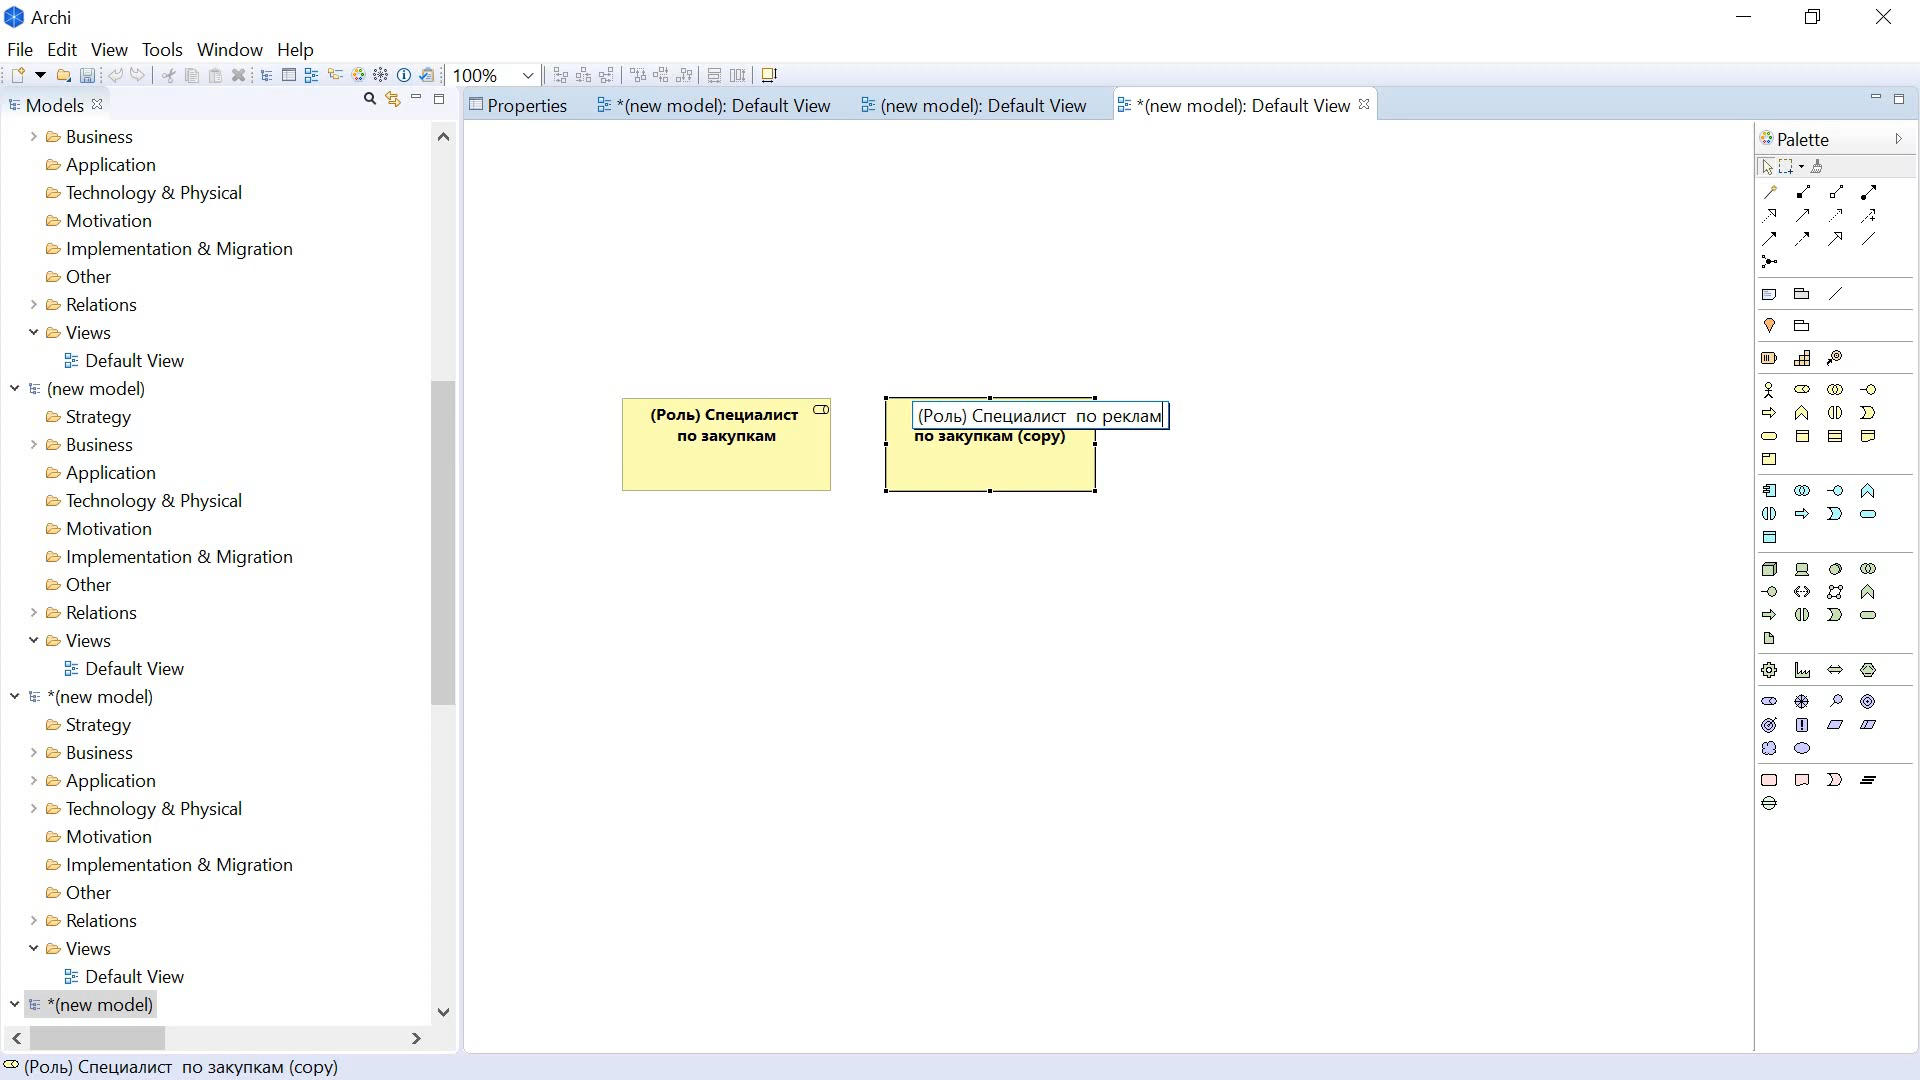 Archi
File Edit View Tools Window Help
100%
Models
Properties
*(new model): Default View
(new model): Default View
*(new model): Default View
Business
Application
Technology & Physical
Motivation
Implementation & Migration
Other
Relations
Views
Default View
(new model)
Strategy
Business
Application
Technology & Physical
Motivation
Implementation & Migration
Other
Relations
Views
Default View
*(new model)
Strategy
Business
Application
Technology & Physical
Motivation
Implementation & Migration
Other
Relations
Views
Default View
*(new model)
(Роль) Специалист
по закупкам
(Роль) Специалист по реклам
по закупкам (copy)
Palette
(Роль) Специалист по закупкам (copy)